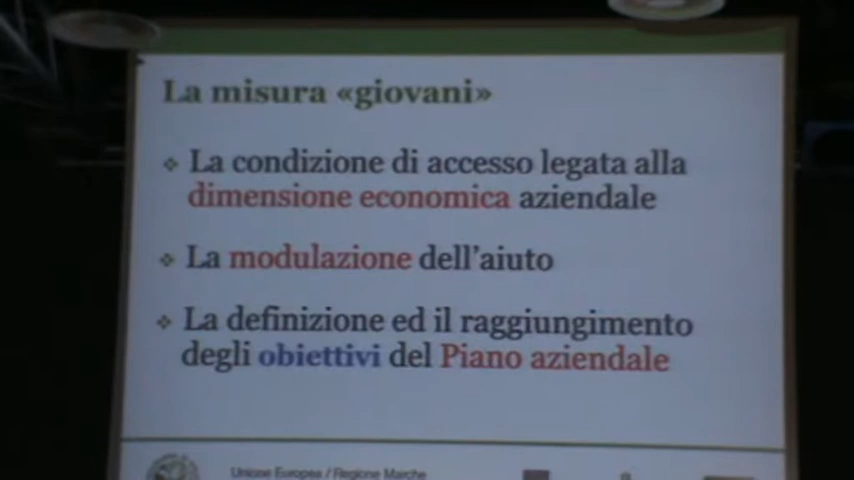 La misura «giovani»
La condizione di accesso legata alla
dimensione economica aziendale
La modulazione dell'aiuto
La definizione ed il raggiungimento
degli obiettivi del Piano aziendale
Unione Europea / Regione Marche